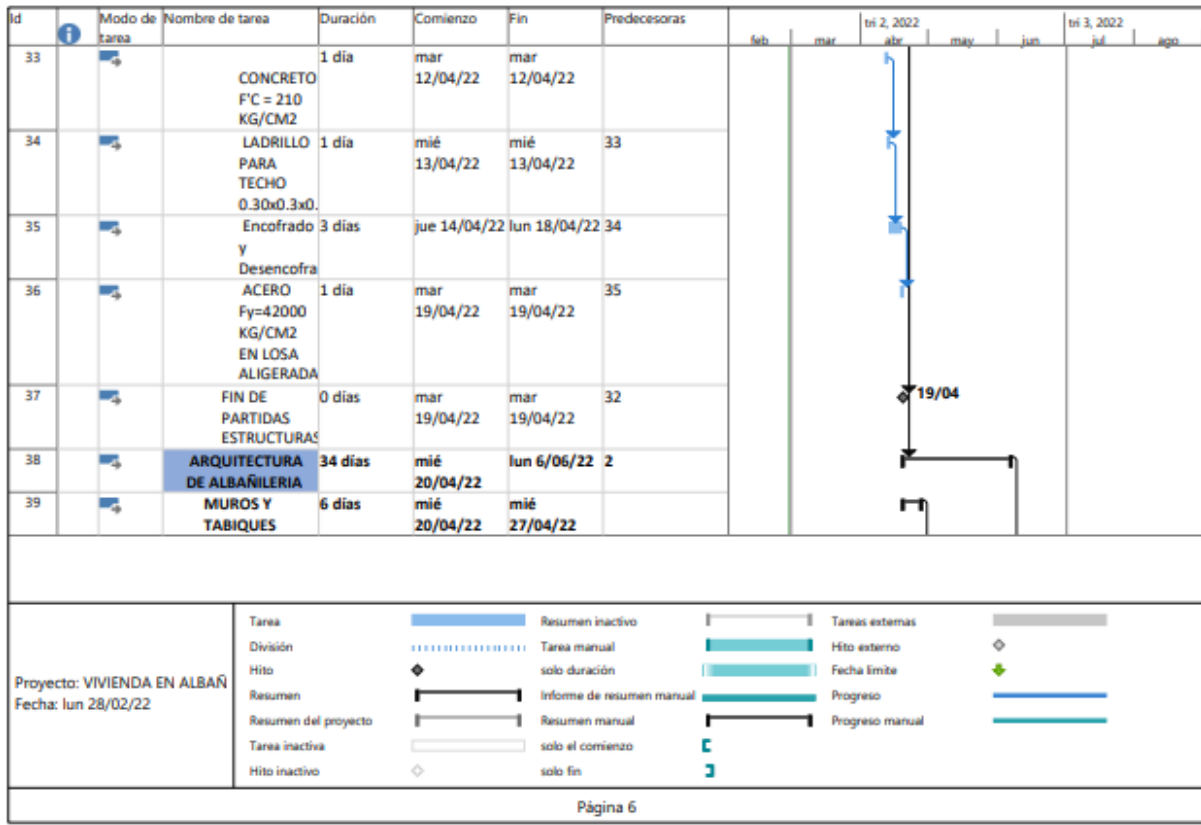 Id Modo de tarea Nombre de tarea Duración Comienzo Fin Predecesoras
tri 2, 2022 tri 3, 2022
feb mar abr may jun jul ago
33 CONCRETO F'C = 210 KG/CM2 1 día mar 12/04/22 mar 12/04/22
34 LADRILLO PARA TECHO 0.30x0.3x0. 1 día mié 13/04/22 mié 13/04/22 33
35 Encofrado y Desencofra 3 días jue 14/04/22 lun 18/04/22 34
36 ACERO Fy=42000 KG/CM2 EN LOSA ALIGERADA 1 día mar 19/04/22 mar 19/04/22 35
37 FIN DE PARTIDAS ESTRUCTURAS 0 días mar 19/04/22 mar 19/04/22 32
19/04
38 ARQUITECTURA DE ALBAÑILERIA 34 días mié 20/04/22 lun 6/06/22 2
39 MUROS Y TABIQUES 6 días mié 20/04/22 mié 27/04/22
Proyecto: VIVIENDA EN ALBAÑ
Fecha: lun 28/02/22
Tarea Resumen inactivo Tareas externas
División Tarea manual Hito externo
Hito solo duración Fecha límite
Resumen Informe de resumen manual Progreso
Resumen del proyecto Resumen manual Progreso manual
Tarea inactiva solo el comienzo
Hito inactivo solo fin
Página 6